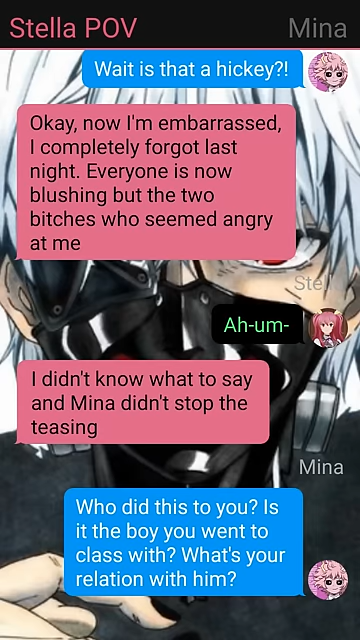 Stella POV
Mina
Wait is that a hickey?!
Okay, now I'm embarrassed,
I completely forgot last
night. Everyone is now
blushing but the two
bitches who seemed angry
at me
Stella
Ah-um-
I didn't know what to say
and Mina didn't stop the
teasing
Mina
Who did this to you? Is
it the boy you went to
class with? What's your
relation with him?